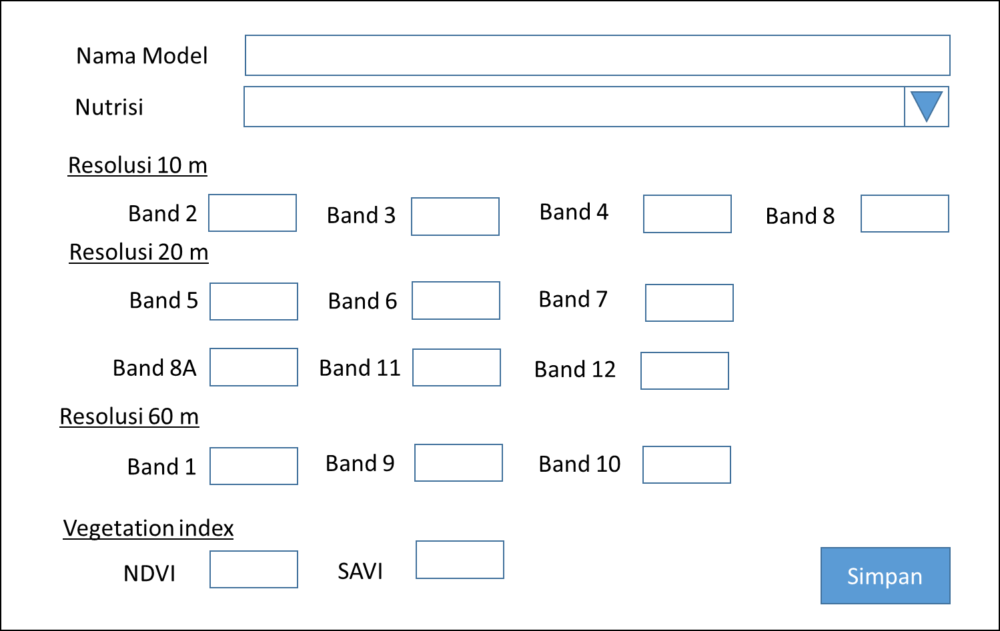 Nama Model
Nutrisi
Resolusi 10 m
Band 2 Band 3 Band 4 Band 8
Resolusi 20 m
Band 5 Band 6 Band 7
Band 8A Band 11 Band 12
Resolusi 60 m
Band 1 Band 9 Band 10
Vegetation index
NDVI SAVI
Simpan